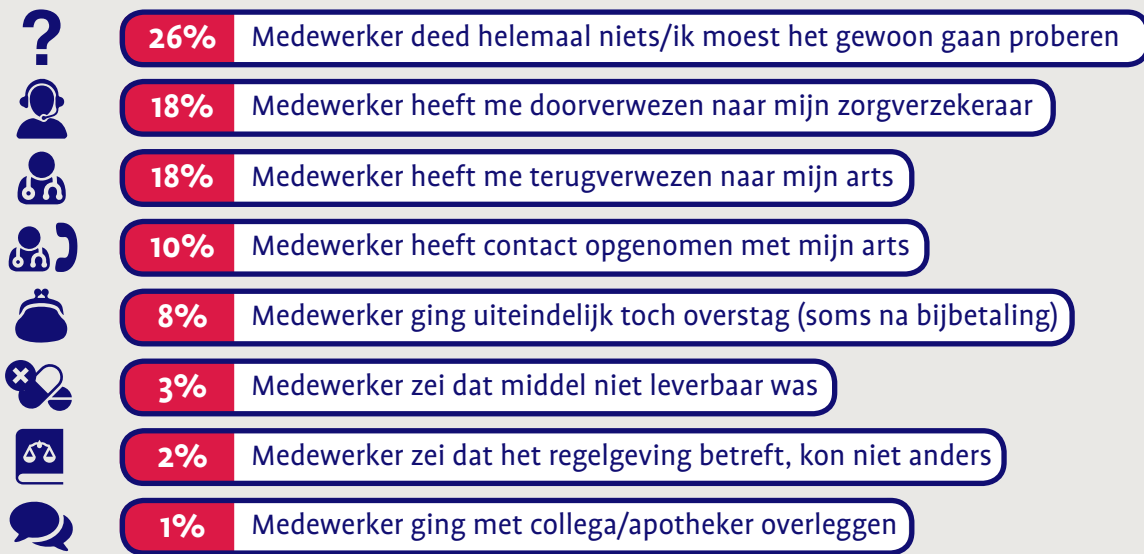 26% Medewerker deed helemaal niets/ik moest het gewoon gaan proberen
18% Medewerker heeft me doorverwezen naar mijn zorgverzekeraar
18% Medewerker heeft me terugverwezen naar mijn arts
10% Medewerker heeft contact opgenomen met mijn arts
8% Medewerker ging uiteindelijk toch overstag (soms na bijbetaling)
3% Medewerker zei dat middel niet leverbaar was
2% Medewerker zei dat het regelgeving betreft, kon niet anders
1% Medewerker ging met collega/apotheker overleggen